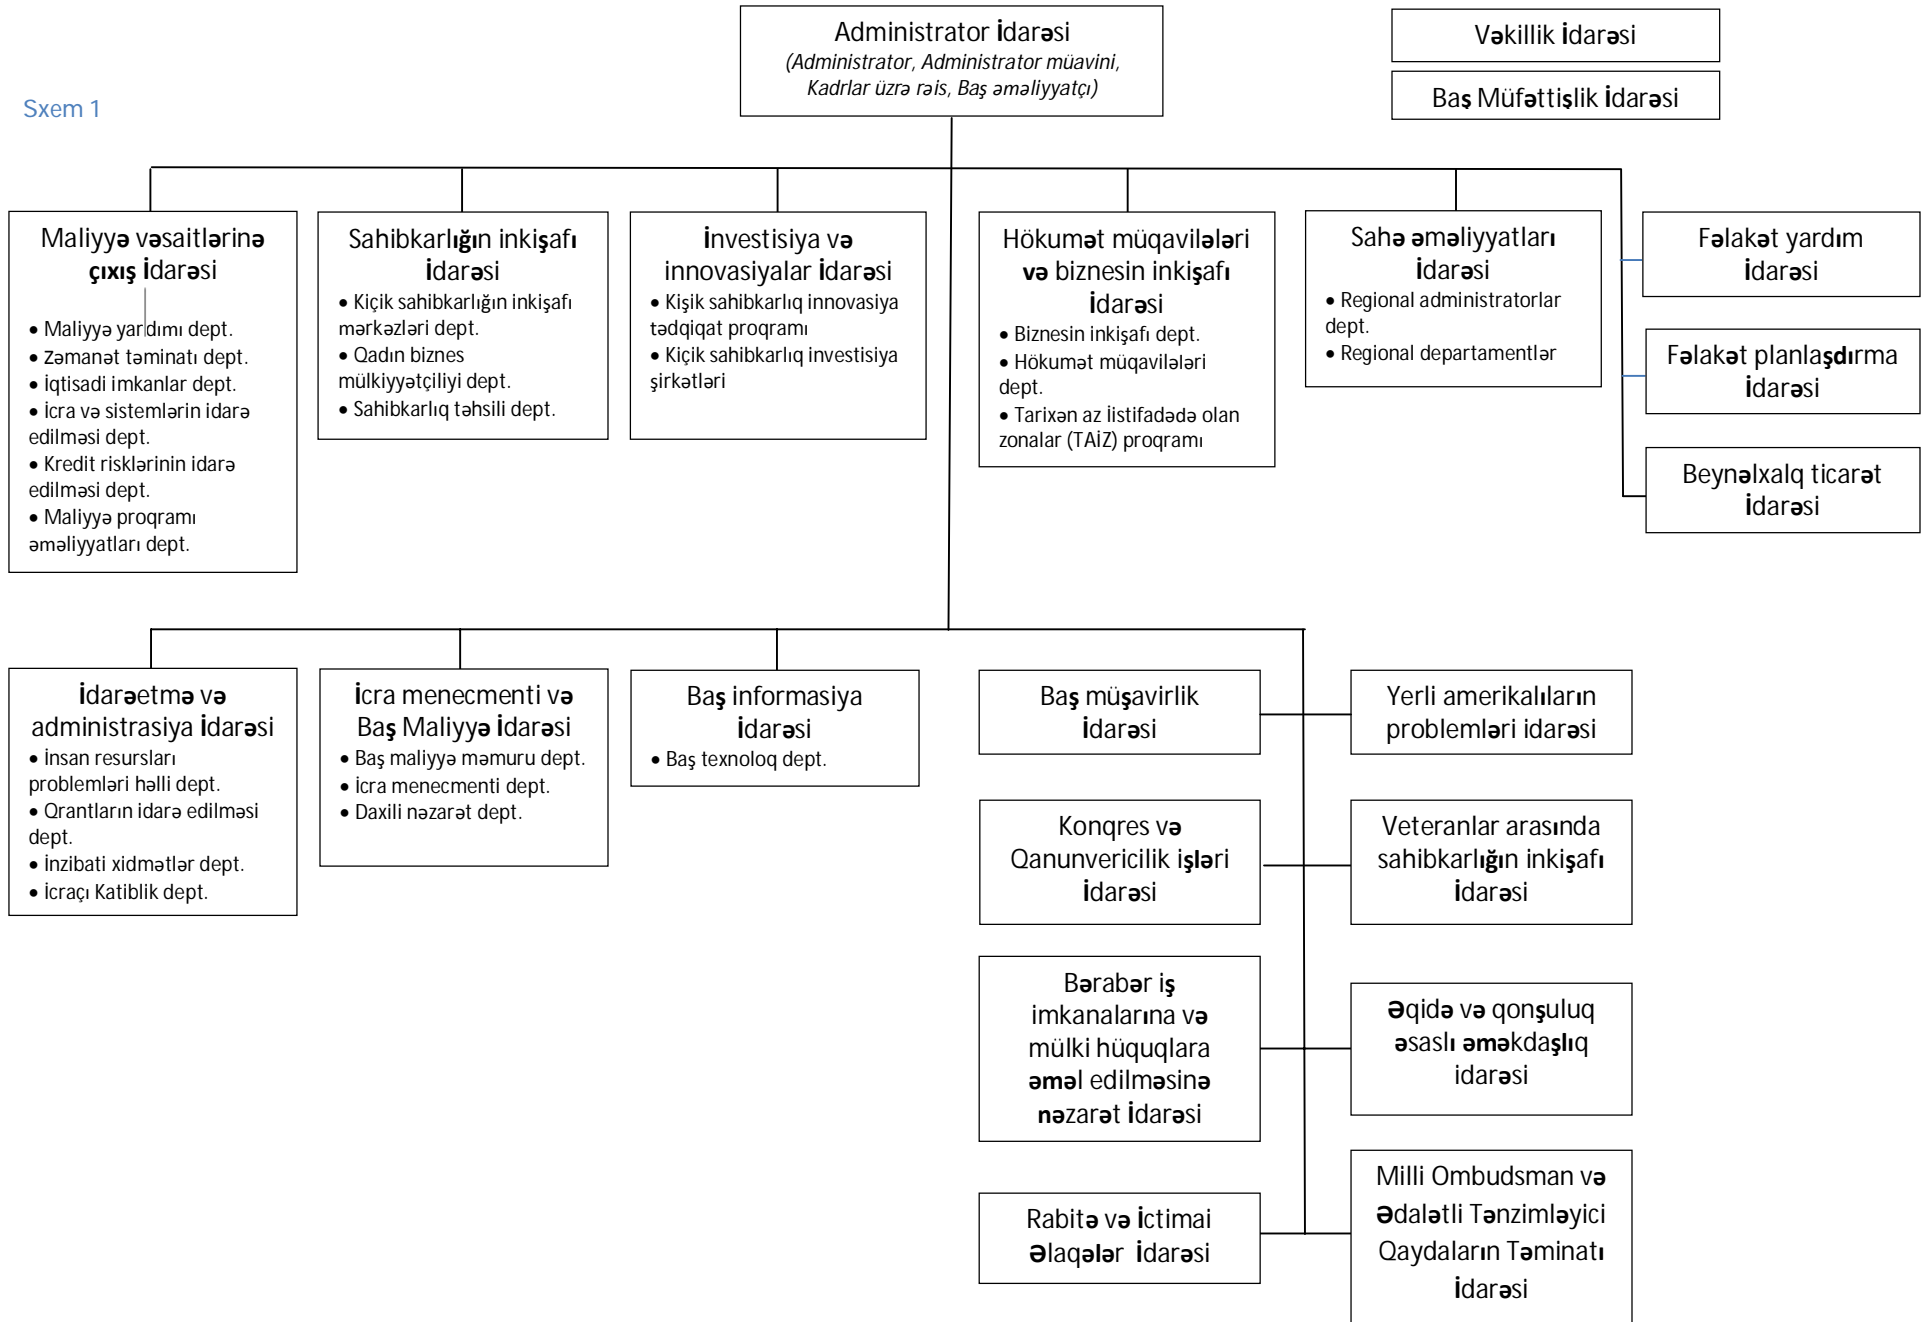 Administrator İdarəsi
(Administrator, Administrator müavini,
Kadrlar üzrə rəis, Baş əməliyyatçı)
Vəkillik İdarəsi
Baş Müfəttişlik İdarəsi
Sxem 1
Maliyyə vəsaitlərinə
çıxış İdarəsi
• Maliyyə yardımı dept.
• Zəmanət təminatı dept.
• İqtisadi imkanlar dept.
• İcra və sistemlərin idarə
edilməsi dept.
• Kredit risklərinin idarə
edilməsi dept.
• Maliyyə proqramı
əməliyyatları dept.
Sahibkarlığın inkişafı
İdarəsi
• Kiçik sahibkarlığın inkişafı
mərkəzləri dept.
• Qadın biznes
mülkiyyətçiliyi dept.
• Sahibkarlıq təhsili dept.
İnvestisiya və
innovasiyalar İdarəsi
• Kişik sahibkarlıq innovasiya
tədqiqat proqramı
• Kiçik sahibkarlıq investisiya
şirkətləri
Hökumət müqavilələri
və biznesin inkişafı
İdarəsi
• Biznesin inkişafı dept.
• Hökumət müqavilələri
dept.
• Tarixən az İistifadədə olan
zonalar (TAİZ) proqramı
Sahə əməliyyatları
İdarəsi
• Regional administratorlar
dept.
• Regional departamentlər
Fəlakət yardım
İdarəsi
Fəlakət planlaşdırma
İdarəsi
Beynəlxalq ticarət
İdarəsi
İdarəetmə və
administrasiya İdarəsi
• İnsan resursları
problemləri həlli dept.
• Qrantların idarə edilməsi
dept.
• İnzibati xidmətlər dept.
• İcraçı Katiblik dept.
İcra menecmenti və
Baş Maliyyə İdarəsi
• Baş maliyyə məmuru dept.
• İcra menecmenti dept.
• Daxili nəzarət dept.
Baş informasiya
İdarəsi
• Baş texnoloq dept.
Baş müşavirlik
İdarəsi
Yerli amerikalıların
problemləri idarəsi
Konqres və
Qanunvericilik işləri
İdarəsi
Veteranlar arasında
sahibkarlığın inkişafı
İdarəsi
Bərabər iş
imkanalarına və
mülki hüquqlara
əməl edilməsinə
nəzarət İdarəsi
Əqidə və qonşuluq
əsaslı əməkdaşlıq
idarəsi
Rabitə və İctimai
Əlaqələr İdarəsi
Milli Ombudsman və
Ədalətli Tənzimləyici
Qaydaların Təminatı
İdarəsi